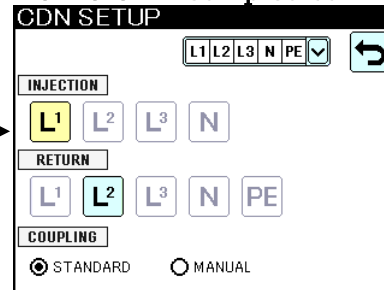 CDN SETUP
L1 L2 L3 N PE
INJECTION
L¹ L² L³ N
RETURN
L¹ L² L³ N PE
COUPLING
STANDARD MANUAL